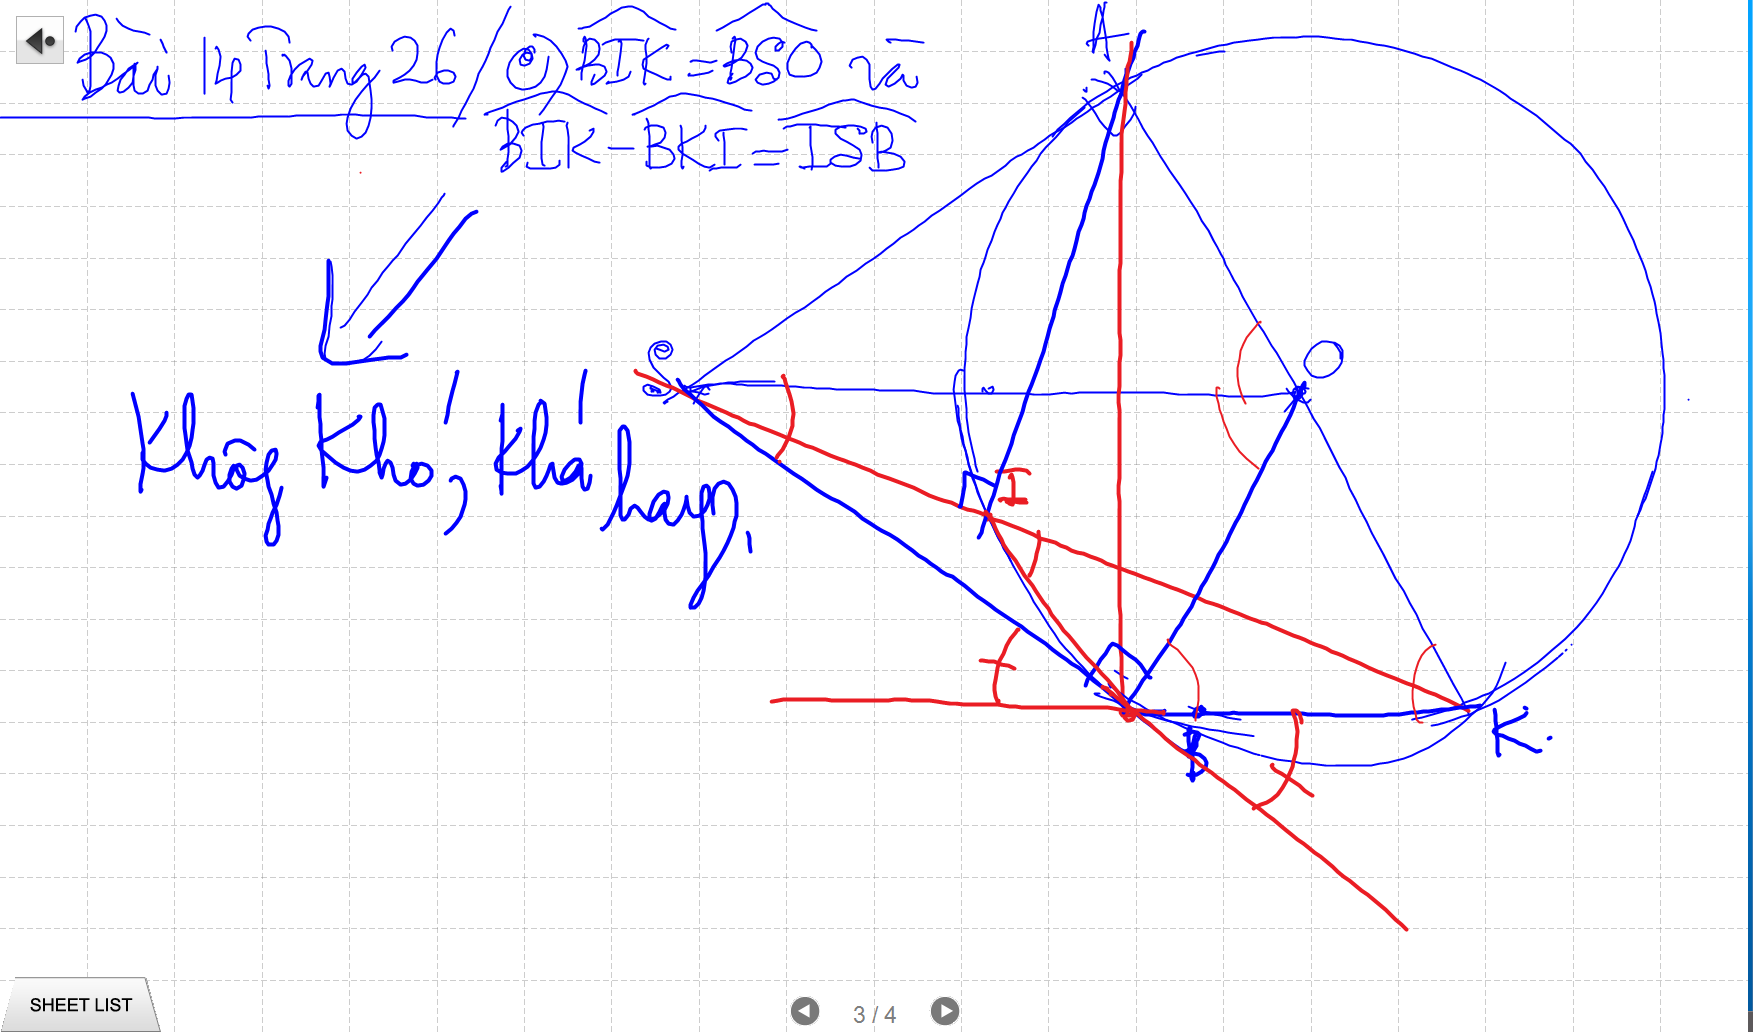 Bài 14 Trang 26 / e) BIK = BSO và
BIK - BKI = ISB
Không khó, khá hay,
A
S
O
I
B
K.
SHEET LIST
3 / 4